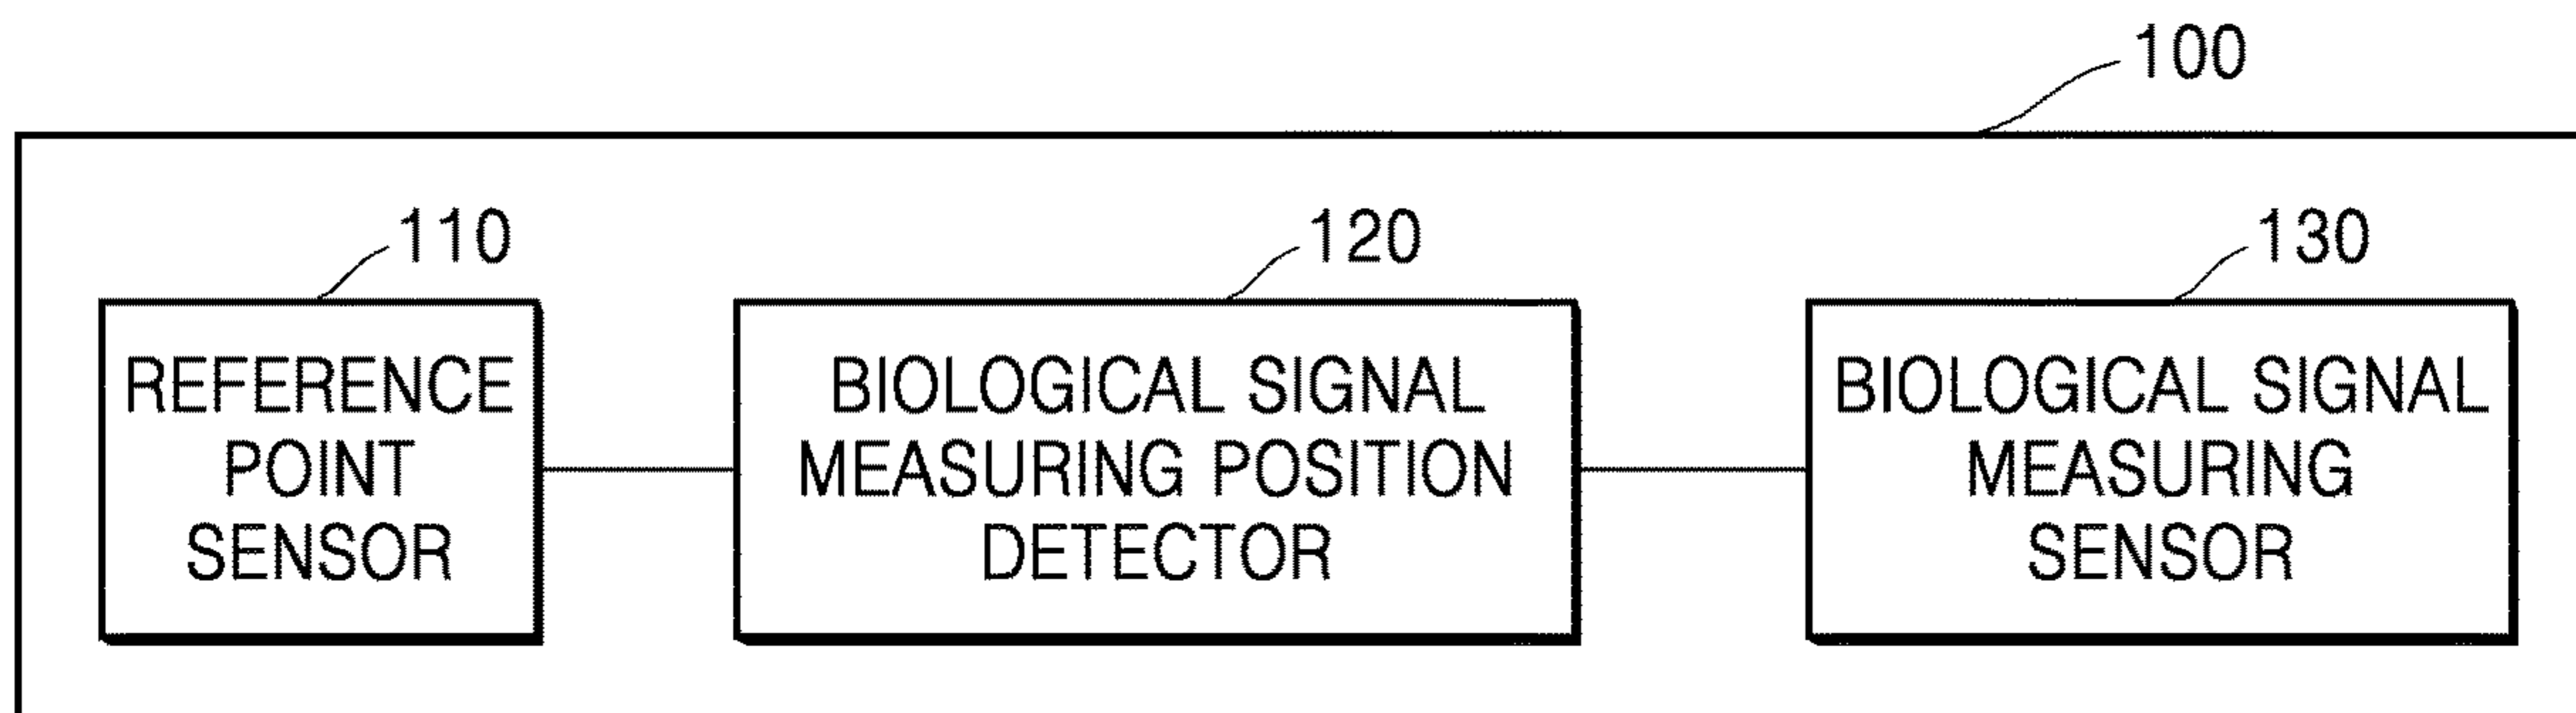 100
110
120
130
REFERENCE
POINT
SENSOR
BIOLOGICAL SIGNAL
MEASURING POSITION
DETECTOR
BIOLOGICAL SIGNAL
MEASURING
SENSOR